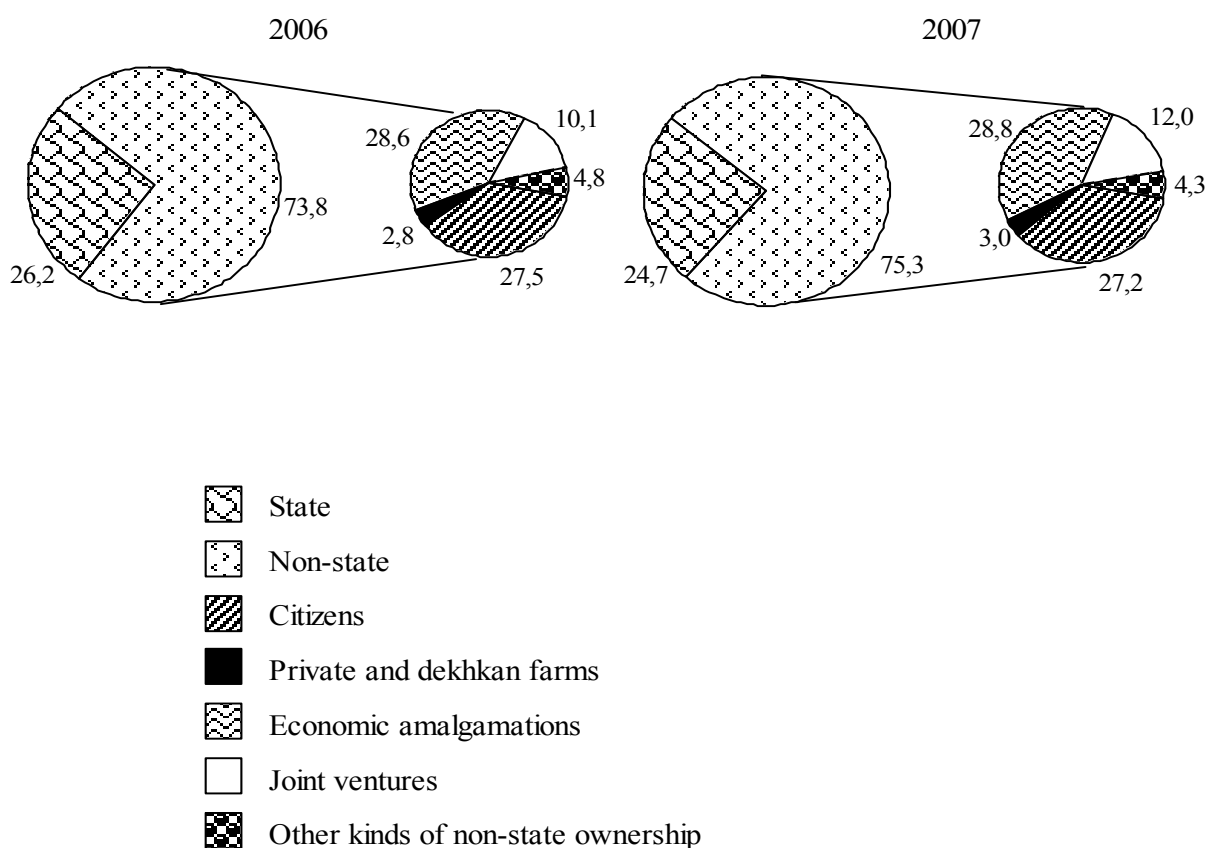 2006
2007
10,1
28,6
4,8
73,8
2,8
26,2
27,5
12,0
28,8
4,3
3,0
75,3
24,7
27,2
State
Non-state
Citizens
Private and dekhkan farms
Economic amalgamations
Joint ventures
Other kinds of non-state ownership